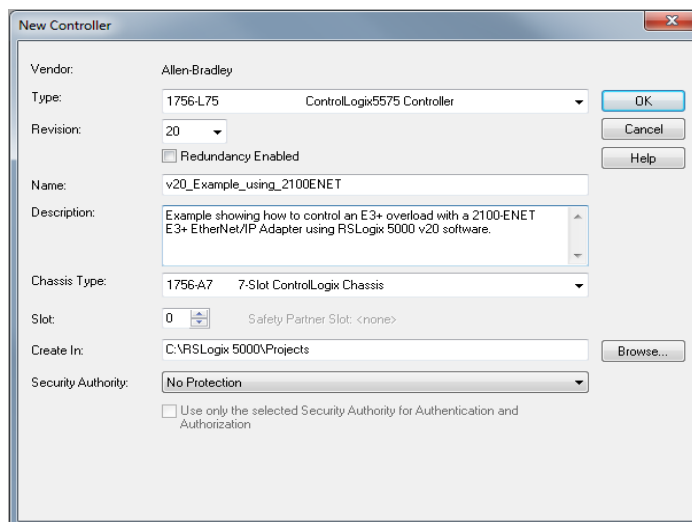 New Controller
Vendor: Allen-Bradley
Type: 1756-L75 ControlLogix5575 Controller OK
Revision: 20 Cancel
Redundancy Enabled Help
Name: v20_Example_using_2100ENET
Description: Example showing how to control an E3+ overload with a 2100-ENET
E3+ EtherNet/IP Adapter using RSLogix 5000 v20 software.
Chassis Type: 1756-A7 7-Slot ControlLogix Chassis
Slot: 0 Safety Partner Slot: <none>
Create In: C:\RSLogix 5000\Projects Browse...
Security Authority: No Protection
Use only the selected Security Authority for Authentication and
Authorization